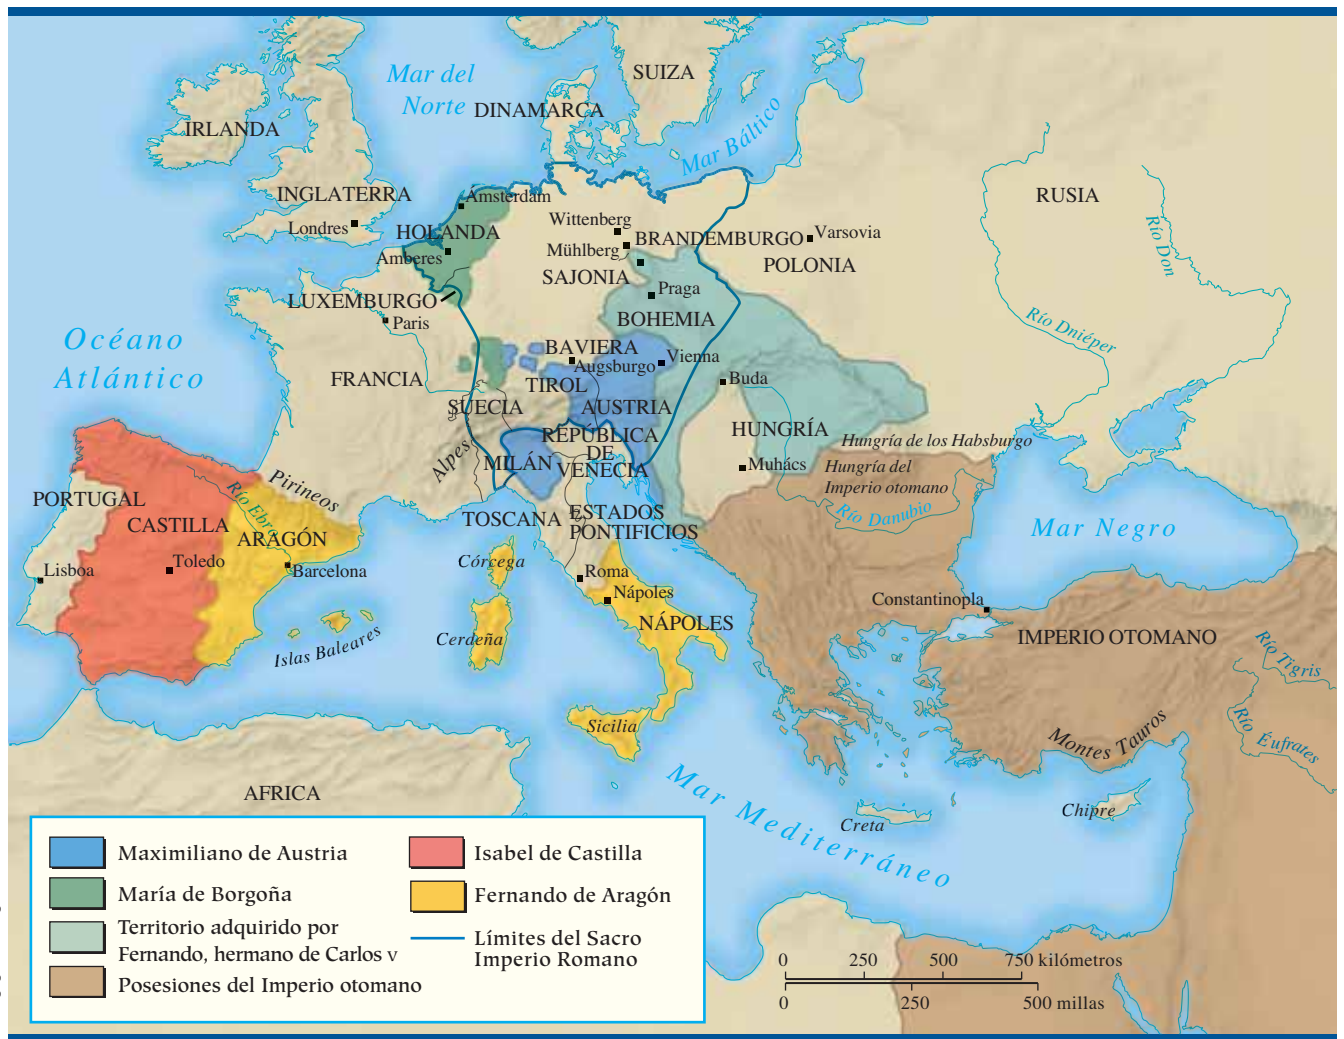 SUIZA
Mar del
Norte
DINAMARCA
Mar Báltico
IRLANDA
INGLATERRA
Londres
Ámsterdam
HOLANDA
Amberes
Wittenberg
Mühlberg
BRANDEMBURGO
Varsovia
SAJONIA
POLONIA
RUSIA
Río Don
Río Dniéper
LUXEMBURGO
Praga
BOHEMIA
Paris
Océano
Atlántico
BAVIERA
Augsburgo
Vienna
FRANCIA
TIROL
Buda
SUECIA
AUSTRIA
REPÚBLICA
DE
VENECIA
HUNGRÍA
Hungría de los Habsburgo
Alpes
MILÁN
Muhács
Hungría del
Imperio otomano
Río Danubio
Pirineos
PORTUGAL
Río Ebro
CASTILLA
ARAGÓN
TOSCANA
ESTADOS
PONTIFICIOS
Mar Negro
Lisboa
Toledo
Barcelona
Córcega
Roma
Nápoles
Constantinopla
NÁPOLES
Cerdeña
Islas Baleares
IMPERIO OTOMANO
Río Tigris
Río Éufrates
Sicilia
Montes Tauros
AFRICA
Mar Mediterráneo
Creta
Chipre
Maximiliano de Austria
María de Borgoña
Territorio adquirido por
Fernando, hermano de Carlos V
Posesiones del Imperio otomano
Isabel de Castilla
Fernando de Aragón
Límites del Sacro
Imperio Romano
0 250 500 750 kilómetros
0 250 500 millas